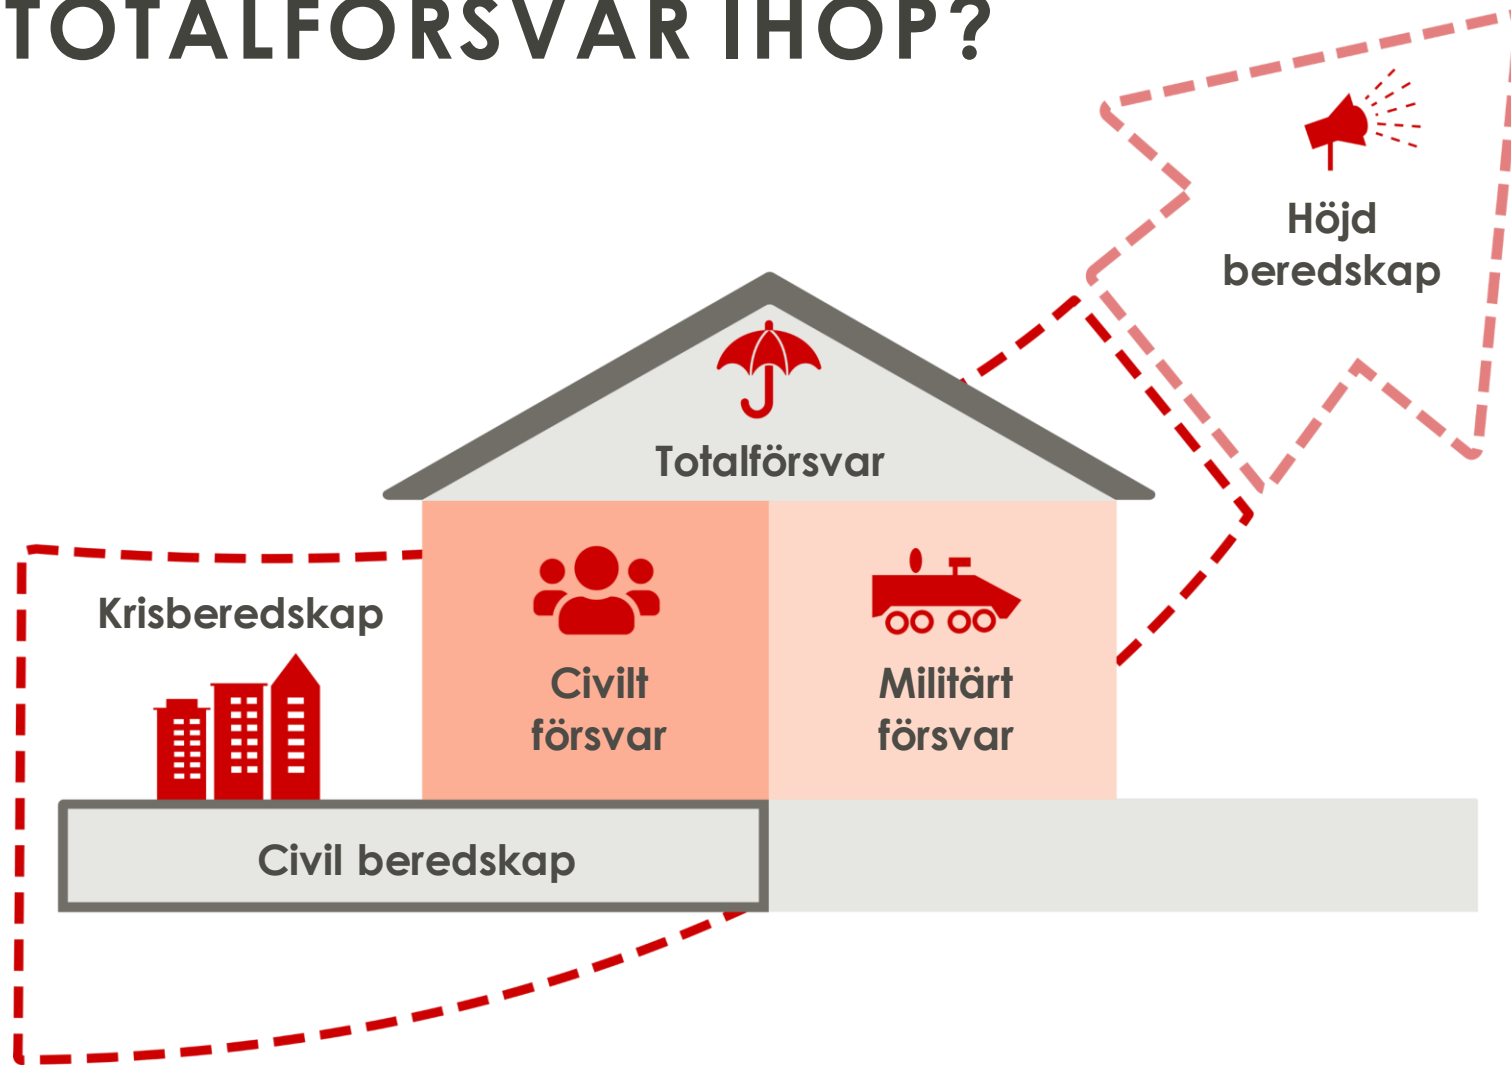 TOTALFÖRSVAR IHOP?
Höjd
beredskap
Totalförsvar
Krisberedskap
Civilt
försvar
Militärt
försvar
Civil beredskap